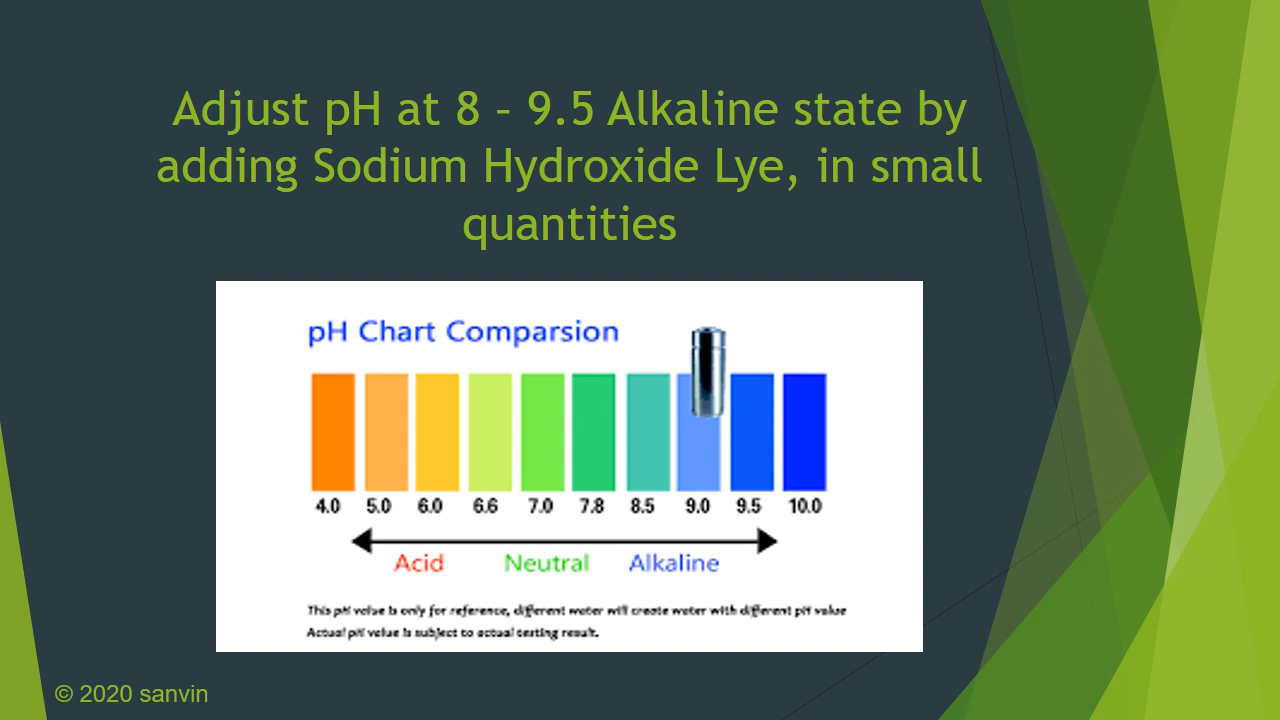 Adjust pH at 8 – 9.5 Alkaline state by
adding Sodium Hydroxide Lye, in small
quantities
pH Chart Comparsion
4.0 5.0 6.0 6.6 7.0 7.8 8.5 9.0 9.5 10.0
Acid Neutral Alkaline
This pH value is only for reference, different water will create water with different pH value
Actual pH value is subject to actual testing result.
© 2020 sanvin